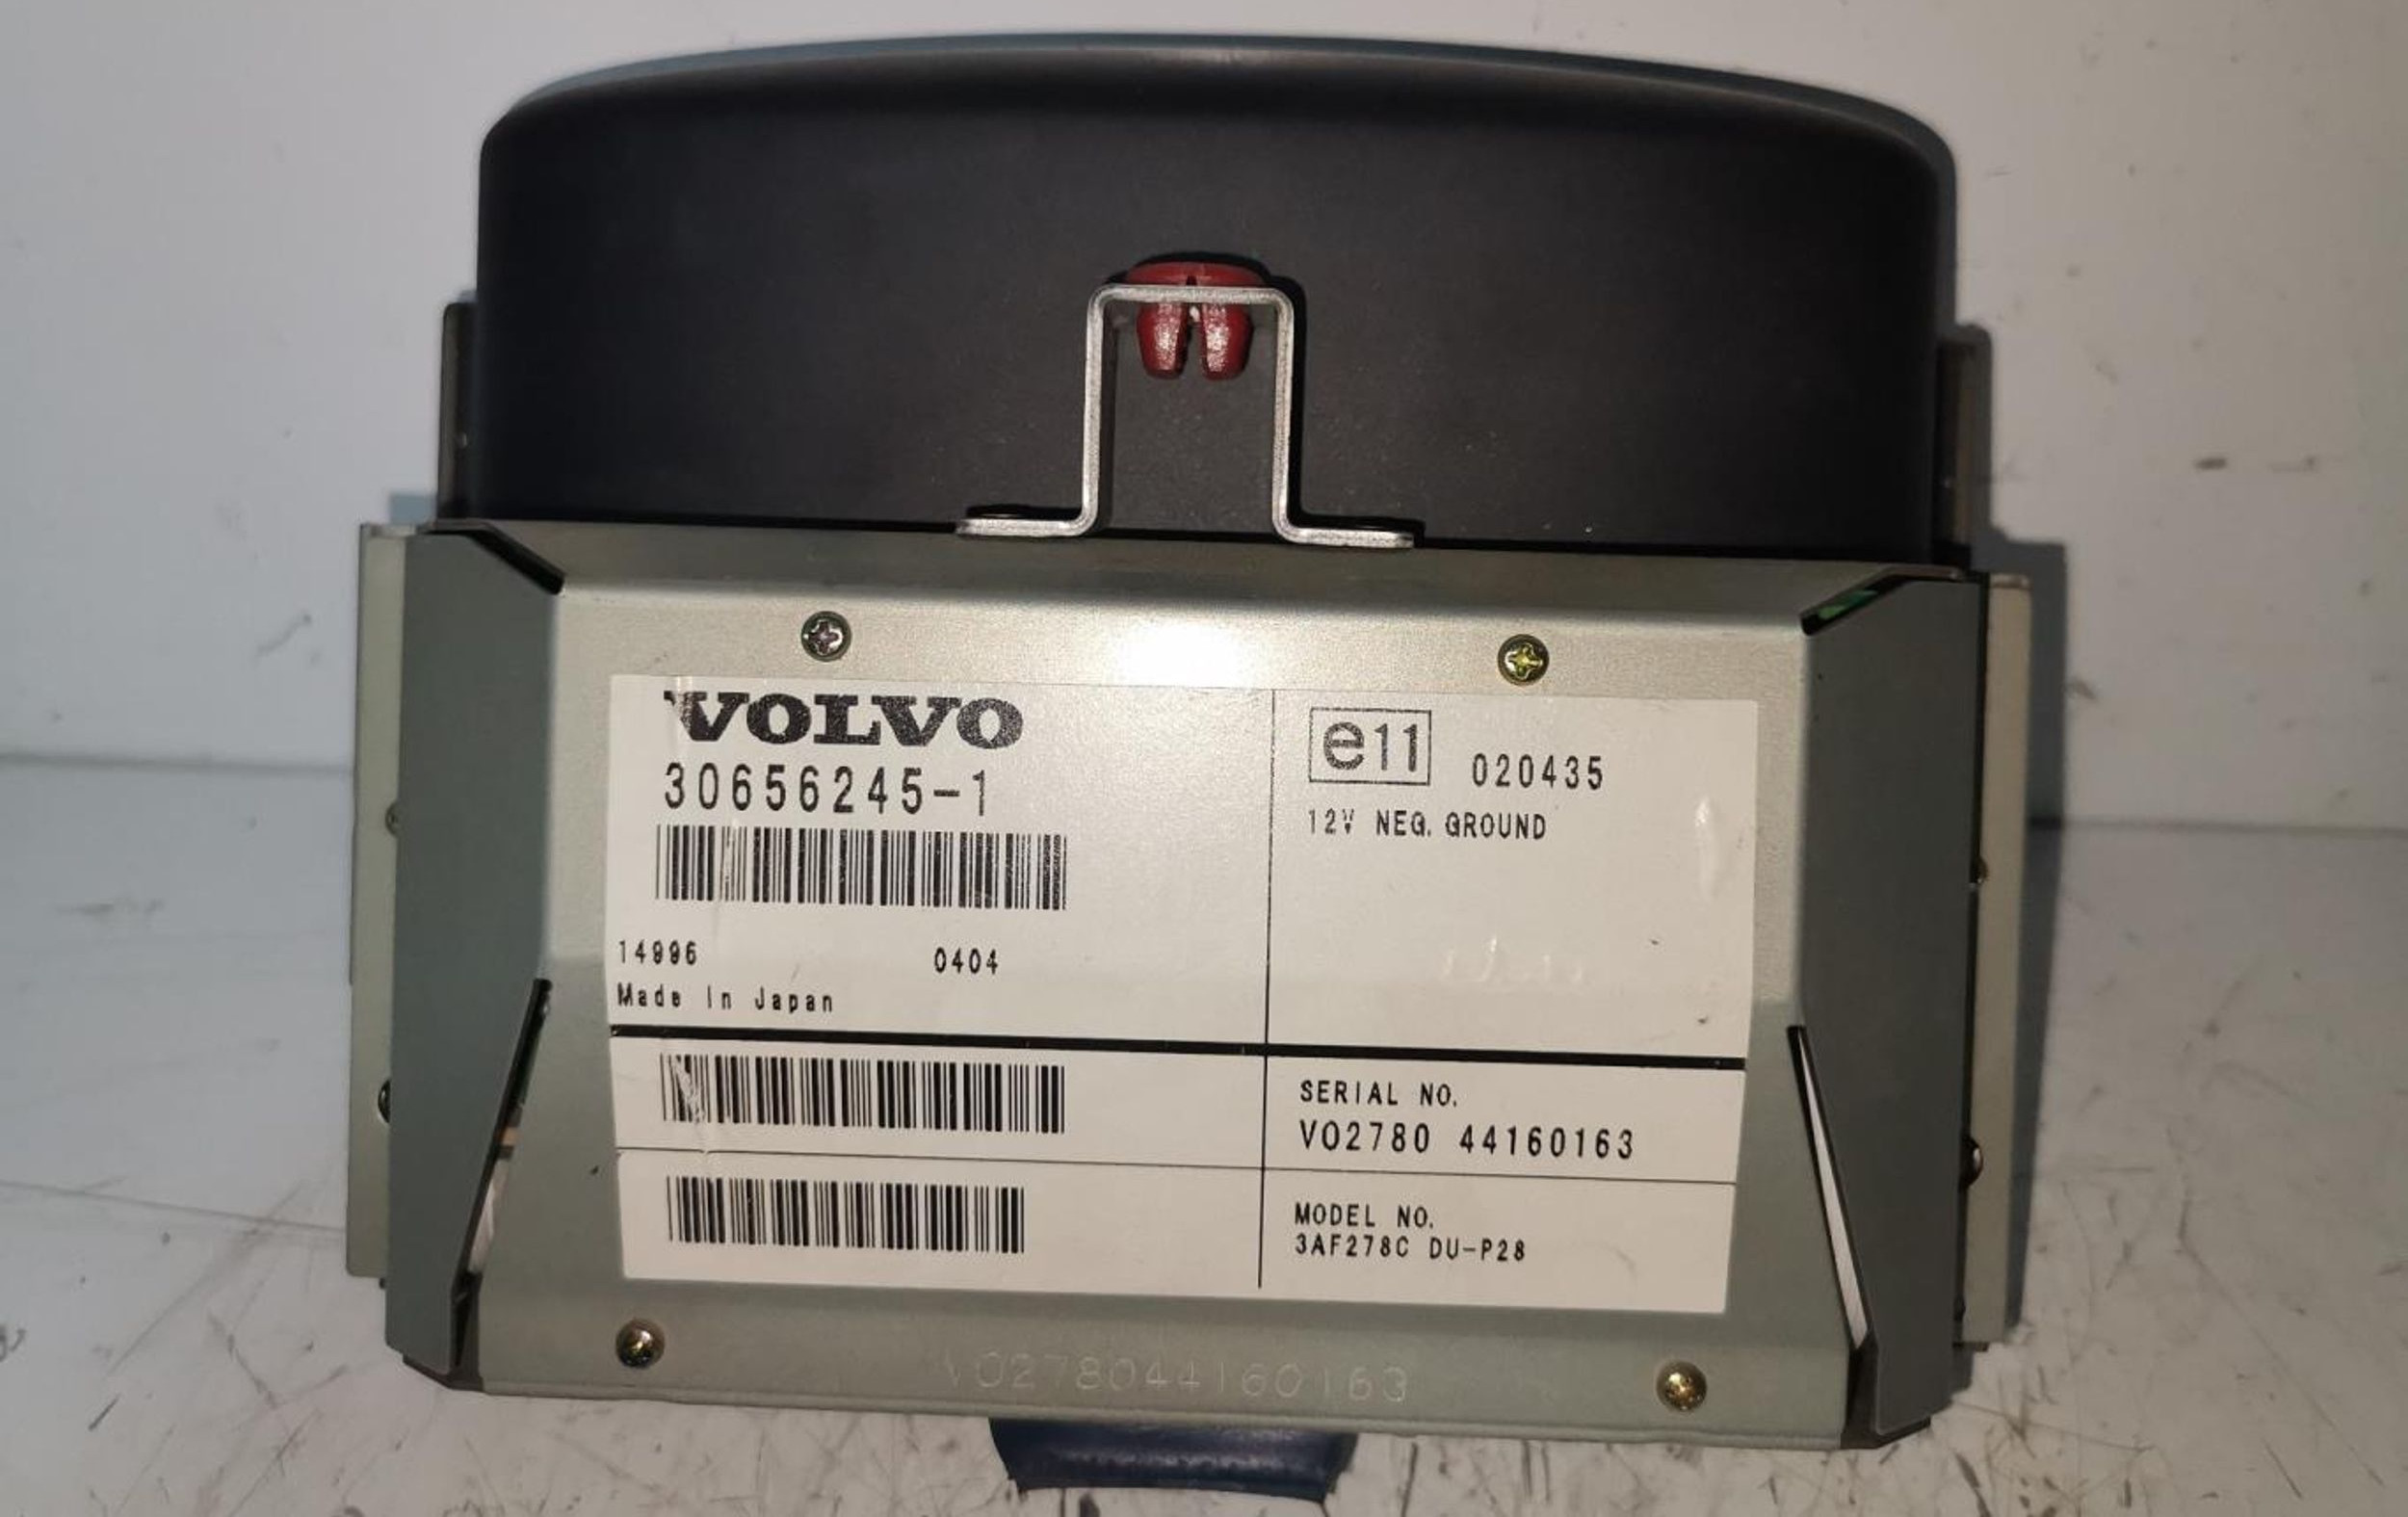 VOLVO
30656245-1
14996 0404
Made In Japan
e11 020435
12V NEG. GROUND
SERIAL NO.
VO2780 44160163
MODEL NO.
3AF278C DU-P28
VO278044160163